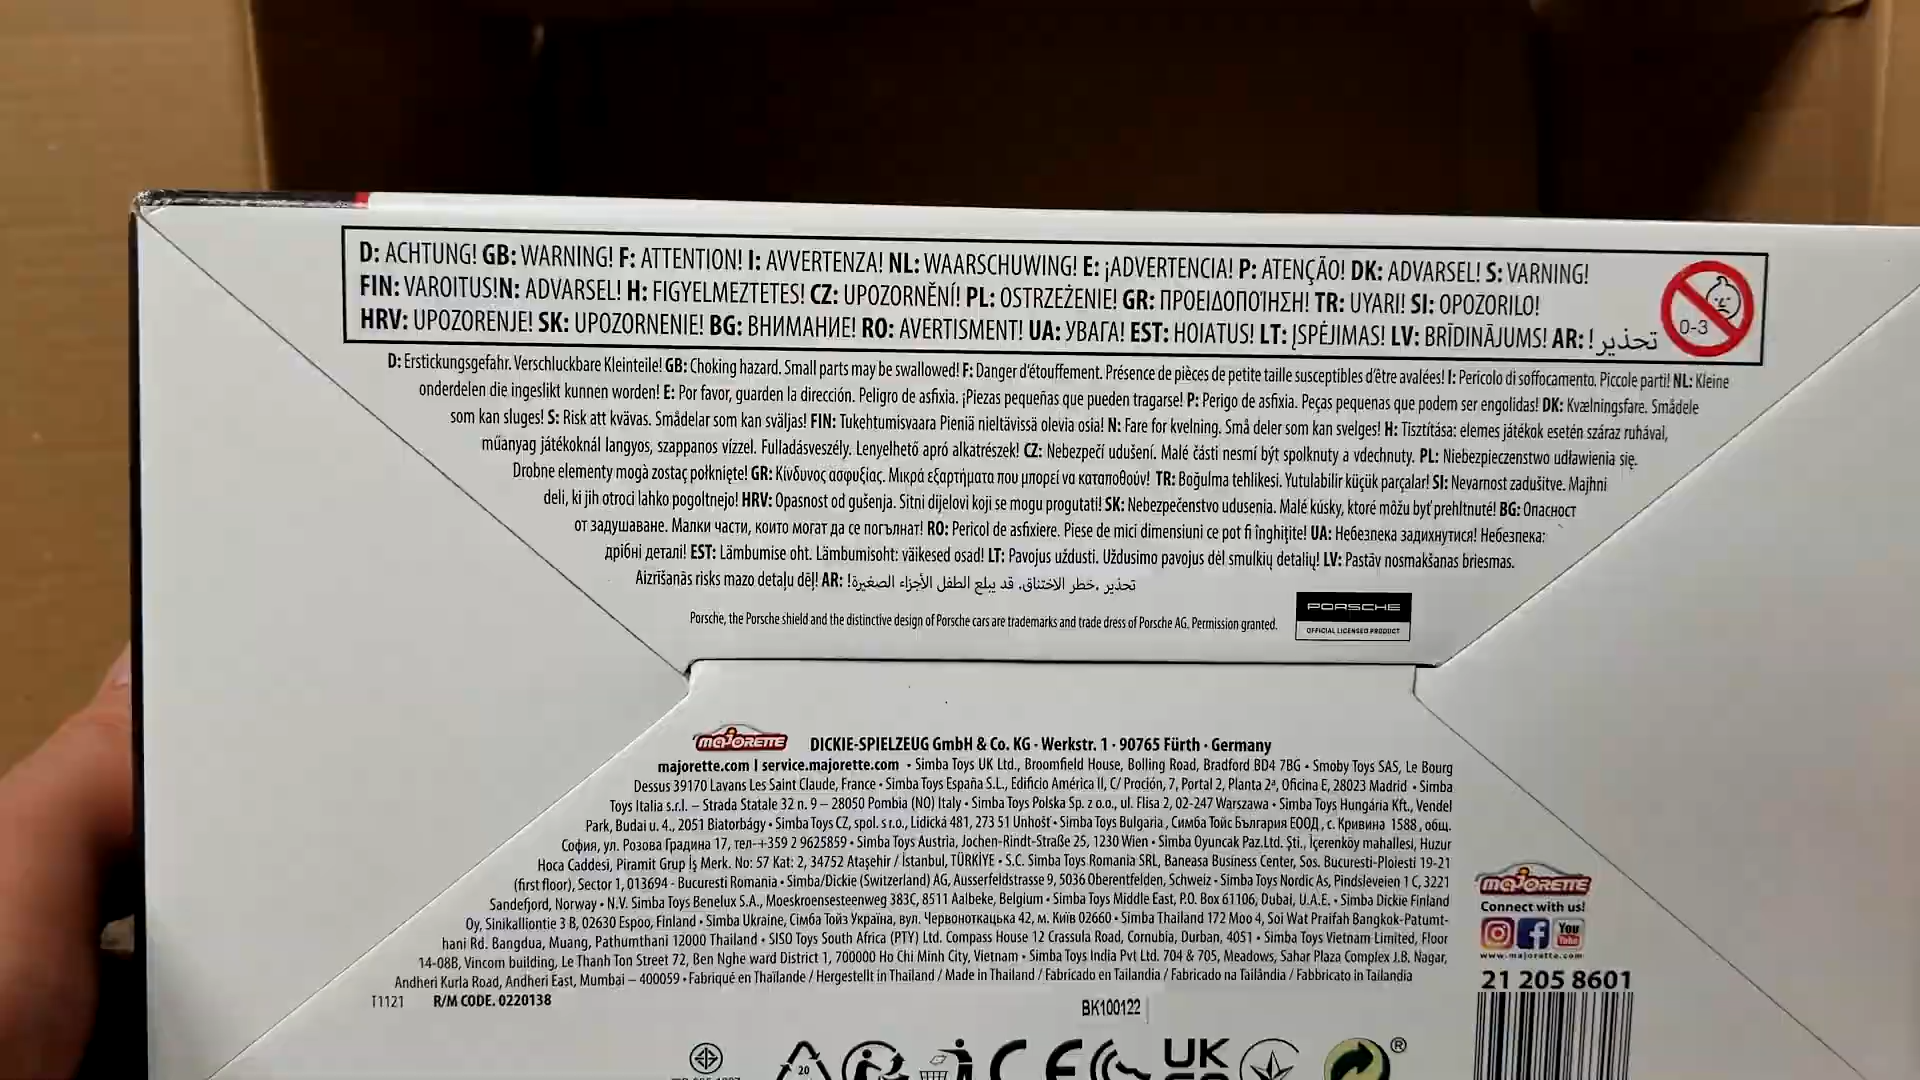 D: ACHTUNG! GB: WARNING! F: ATTENTION! I: AVVERTENZA! NL: WAARSCHUWING! E: ¡ADVERTENCIA! P: ATENÇÃO! DK: ADVARSEL! S: VARNING!
FIN: VAROITUS!N: ADVARSEL! H: FIGYELMEZTETES! CZ: UPOZORNĚNÍ! PL: OSTRZEŻENIE! GR: ΠΡΟΕΙΔΟΠΟΊΗΣΗ! TR: UYARI! SI: OPOZORILO!
HRV: UPOZORENJE! SK: UPOZORNENIE! BG: ВНИМАНИЕ! RO: AVERTISMENT! UA: УВАГА! EST: HOIATUS! LT: ĮSPĖJIMAS! LV: BRĪDINĀJUMS! AR: تحذير!
0-3
D: Erstickungsgefahr. Verschluckbare Kleinteile! GB: Choking hazard. Small parts may be swallowed! F: Danger d'étouffement. Présence de pièces de petite taille susceptibles d'être avalées! I: Pericolo di soffocamento. Piccole parti! NL: Kleine
onderdelen die ingeslikt kunnen worden! E: Por favor, guarden la dirección. Peligro de asfixia. ¡Piezas pequeñas que pueden tragarse! P: Perigo de asfixia. Peças pequenas que podem ser engolidas! DK: Kvælningsfare. Smådele
som kan sluges! S: Risk att kvävas. Smådelar som kan sväljas! FIN: Tukehtumisvaara Pieniä nieltävissä olevia osia! N: Fare for kvelning. Små deler som kan svelges! H: Tisztítása: elemes játékok esetén száraz ruhával,
műanyag játékoknál langyos, szappanos vízzel. Fulladásveszély. Lenyelhető apró alkatrészek! CZ: Nebezpečí udušení. Malé části nesmí být spolknuty a vdechnuty. PL: Niebezpieczenstwo udławienia się.
Drobne elementy mogą zostaç połknięte! GR: Κίνδυνος ασφυξίας. Μικρά εξαρτήματα που μπορεί να καταποθούν! TR: Boğulma tehlikesi. Yutulabilir küçük parçalar! SI: Nevarnost zadušitve. Majhni
deli, ki jih otroci lahko pogoltnejo! HRV: Opasnost od gušenja. Sitni dijelovi koji se mogu progutati! SK: Nebezpečenstvo udusenia. Malé kúsky, ktoré môžu byť prehltnuté! BG: Опасност
от задушаване. Малки части, които могат да се погълнат! RO: Pericol de asfixiere. Piese de mici dimensiuni ce pot fi înghițite! UA: Небезпека задихнутися! Небезпека:
дрібні деталі! EST: Lämbumise oht. Lämbumisoht: väikesed osad! LT: Pavojus uždusti. Uždusimo pavojus dėl smulkių detalių! LV: Pastāv nosmakšanas briesmas.
Aizrīšanās risks mazo detaļu dēļ! AR: تحذير .خطر الاختناق. قد يبلع الطفل الأجزاء الصغيرة!
Porsche, the Porsche shield and the distinctive design of Porsche cars are trademarks and trade dress of Porsche AG. Permission granted.
PORSCHE
OFFICIAL LICENSED PRODUCT
majorette DICKIE-SPIELZEUG GmbH & Co. KG · Werkstr. 1 · 90765 Fürth · Germany
majorette.com I service.majorette.com • Simba Toys UK Ltd., Broomfield House, Bolling Road, Bradford BD4 7BG • Smoby Toys SAS, Le Bourg
Dessus 39170 Lavans Les Saint Claude, France • Simba Toys España S.L., Edificio América II, C/ Proción, 7, Portal 2, Planta 2ª, Oficina E, 28023 Madrid • Simba
Toys Italia s.r.l. – Strada Statale 32 n. 9 – 28050 Pombia (NO) Italy • Simba Toys Polska Sp. z o.o., ul. Flisa 2, 02-247 Warszawa • Simba Toys Hungária Kft., Vendel
Park, Budai u. 4., 2051 Biatorbágy • Simba Toys CZ, spol. s r.o., Lidická 481, 273 51 Unhošť • Simba Toys Bulgaria, Симба Тойс България ЕООД, с. Кривина 1588, общ.
София, ул. Розова Градина 17, тел-+359 2 9625859 • Simba Toys Austria, Jochen-Rindt-Straße 25, 1230 Wien • Simba Oyuncak Paz.Ltd. Şti., İçerenköy mahallesi, Huzur
Hoca Caddesi, Piramit Grup İş Merk. No: 57 Kat: 2, 34752 Ataşehir / İstanbul, TÜRKİYE • S.C. Simba Toys Romania SRL, Baneasa Business Center, Sos. Bucuresti-Ploiesti 19-21
(first floor), Sector 1, 013694 - Bucuresti Romania • Simba/Dickie (Switzerland) AG, Ausserfeldstrasse 9, 5036 Oberentfelden, Schweiz • Simba Toys Nordic As, Pindsleveien 1 C, 3221
Sandefjord, Norway • N.V. Simba Toys Benelux S.A., Moeskroensesteenweg 383C, 8511 Aalbeke, Belgium • Simba Toys Middle East, P.O. Box 61106, Dubai, U.A.E. • Simba Dickie Finland
Oy, Sinikalliontie 3 B, 02630 Espoo, Finland • Simba Ukraine, Сімба Тойз Україна, вул. Червоноткацька 42, м. Київ 02660 • Simba Thailand 172 Moo 4, Soi Wat Praifah Bangkok-Patumt-
hani Rd. Bangdua, Muang, Pathumthani 12000 Thailand • SISO Toys South Africa (PTY) Ltd. Compass House 12 Crassula Road, Cornubia, Durban, 4051 • Simba Toys Vietnam Limited, Floor
14-08B, Vincom building, Le Thanh Ton Street 72, Ben Nghe ward District 1, 700000 Ho Chi Minh City, Vietnam • Simba Toys India Pvt Ltd. 704 & 705, Meadows, Sahar Plaza Complex J.B. Nagar,
Andheri Kurla Road, Andheri East, Mumbai – 400059 • Fabriqué en Thaïlande / Hergestellt in Thailand / Made in Thailand / Fabricado en Tailandia / Fabricado na Tailândia / Fabbricato in Tailandia
T1121 R/M CODE. 0220138
BK100122
majorette
Connect with us!
You Tube
www.majorette.com
21 205 8601
20
CE
UK
®